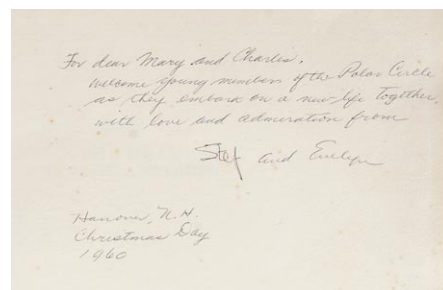 For dear Mary and Charles,
welcome young members of the Polar Circle
as they embark on a new life together
with love and admiration from
Stef and Evelyn
Hanover, N.H.
Christmas Day
1960